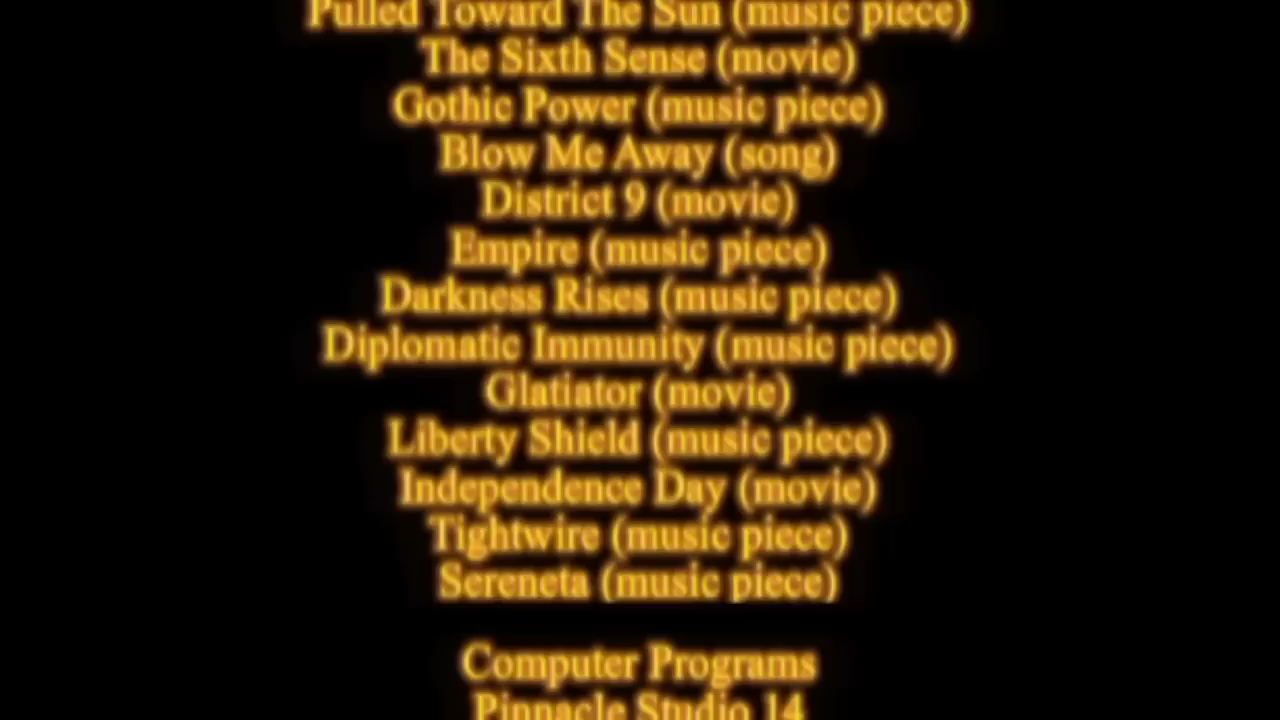 Pulled Toward The Sun (music piece)
The Sixth Sense (movie)
Gothic Power (music piece)
Blow Me Away (song)
District 9 (movie)
Empire (music piece)
Darkness Rises (music piece)
Diplomatic Immunity (music piece)
Glatiator (movie)
Liberty Shield (music piece)
Independence Day (movie)
Tightwire (music piece)
Sereneta (music piece)
Computer Programs
Pinnacle Studio 14